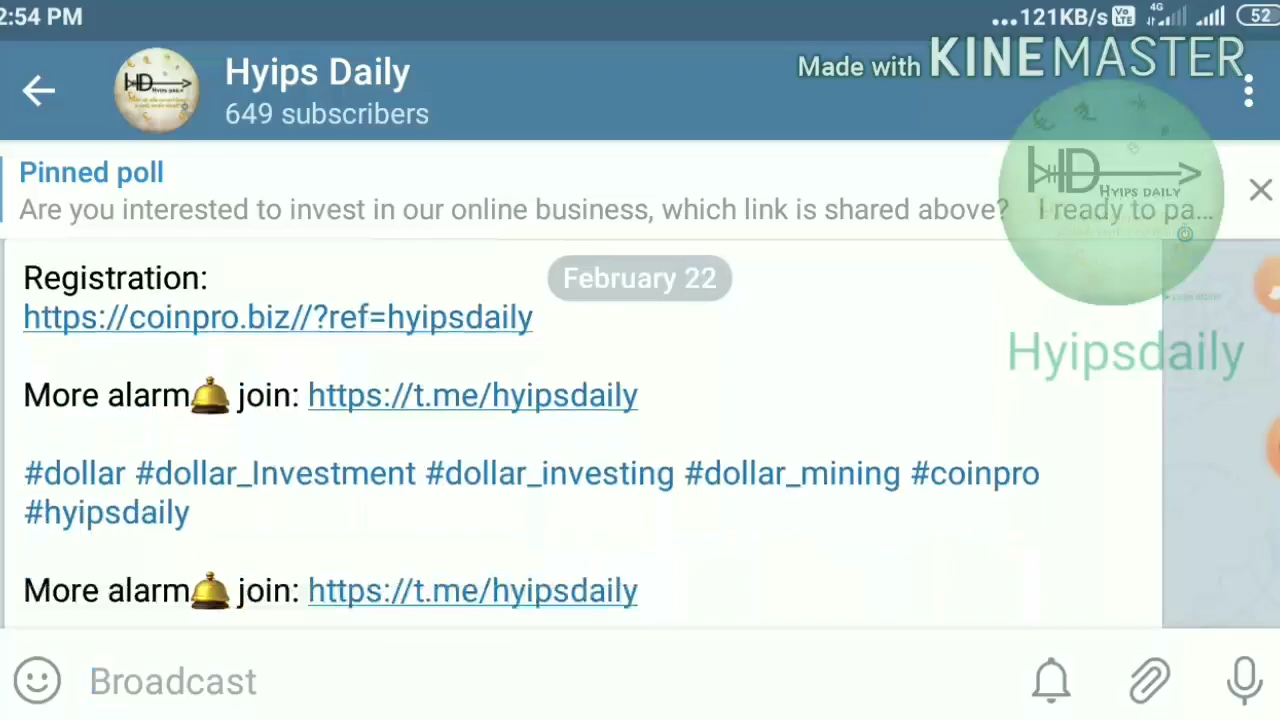 2:54 PM
...121KB/s VoLTE 4G 52
Made with KINEMASTER
Hyips Daily
649 subscribers
Pinned poll
Are you interested to invest in our online business, which link is shared above? I ready to pa...
HD HYIPS DAILY
Registration:
February 22
https://coinpro.biz//?ref=hyipsdaily
Hyipsdaily
More alarm🛎 join: https://t.me/hyipsdaily
#dollar #dollar_Investment #dollar_investing #dollar_mining #coinpro
#hyipsdaily
More alarm🛎 join: https://t.me/hyipsdaily
Broadcast